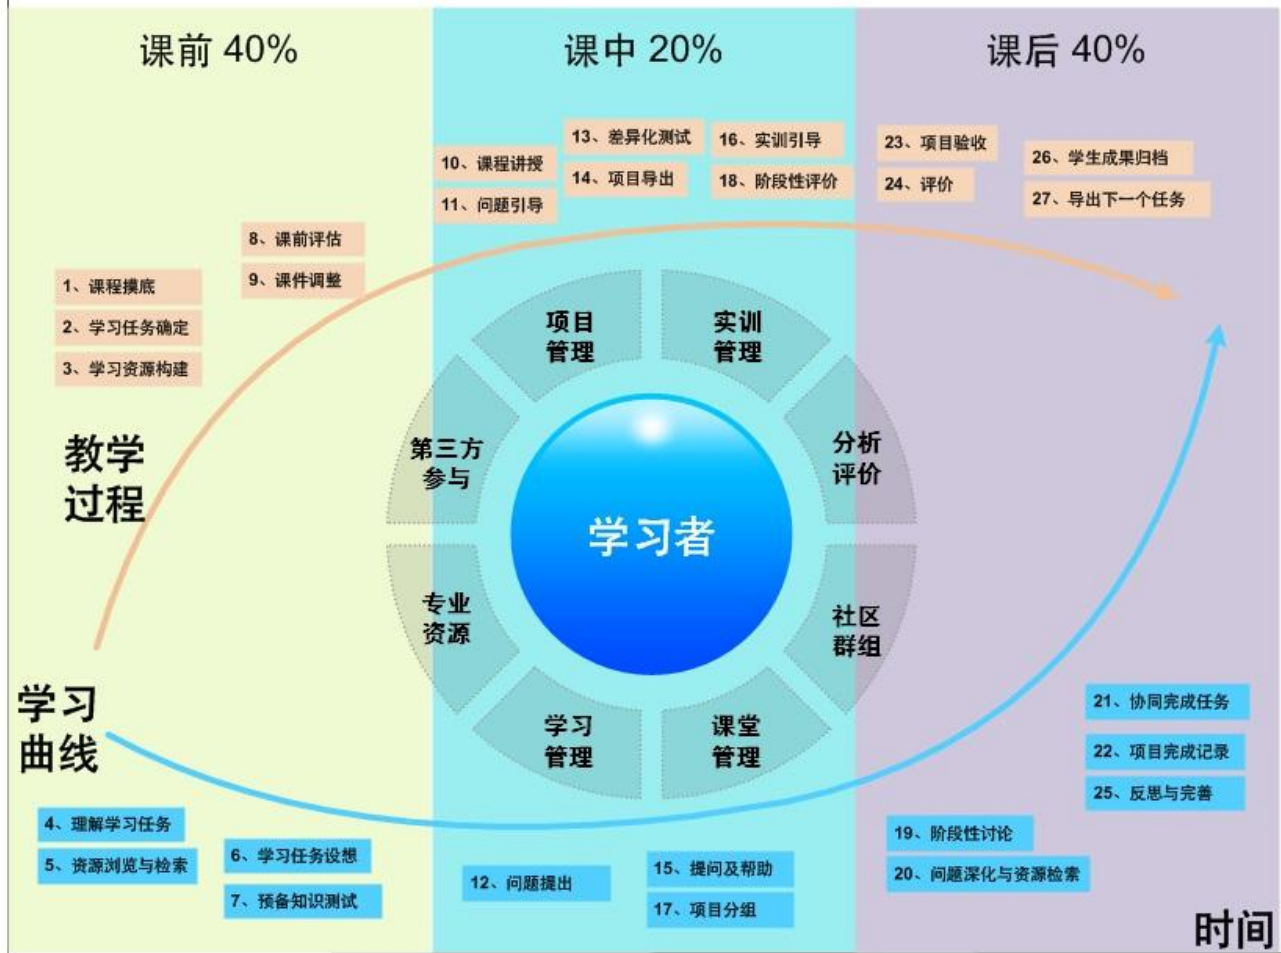 课前 40%
课中 20%
课后 40%
13、差异化测试
16、实训引导
10、课程讲授
14、项目导出
18、阶段性评价
11、问题引导
23、项目验收
26、学生成果归档
24、评价
27、导出下一个任务
8、课前评估
9、课件调整
1、课程摸底
2、学习任务确定
3、学习资源构建
教学
过程
项目
管理
实训
管理
第三方
参与
分析
评价
学习者
专业
资源
社区
群组
学习
管理
课堂
管理
学习
曲线
4、理解学习任务
5、资源浏览与检索
6、学习任务设想
7、预备知识测试
12、问题提出
15、提问及帮助
17、项目分组
21、协同完成任务
22、项目完成记录
25、反思与完善
19、阶段性讨论
20、问题深化与资源检索
时间